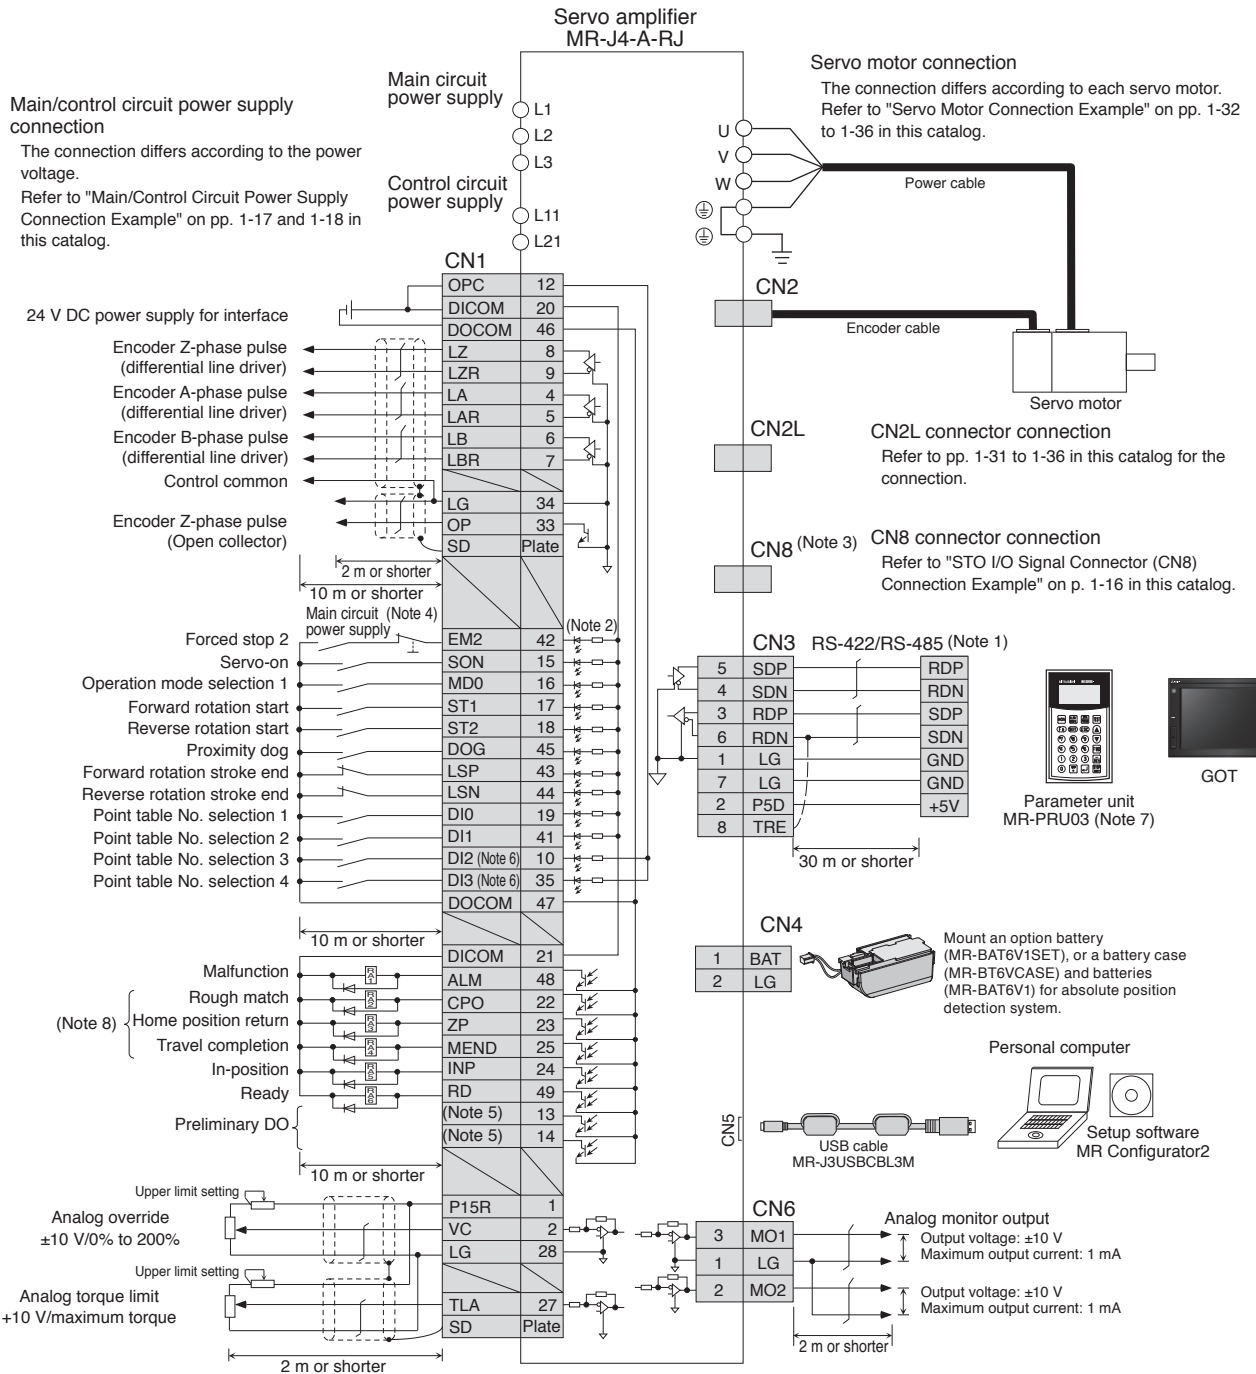 Servo amplifier
MR-J4-A-RJ
Main/control circuit power supply
connection
The connection differs according to the power
voltage.
Refer to "Main/Control Circuit Power Supply
Connection Example" on pp. 1-17 and 1-18 in
this catalog.
Main circuit
power supply
L1
L2
L3
Control circuit
power supply
L11
L21
Servo motor connection
The connection differs according to each servo motor.
Refer to "Servo Motor Connection Example" on pp. 1-32
to 1-36 in this catalog.
U
V
W
Power cable
CN2
Encoder cable
Servo motor
CN2L
CN2L connector connection
Refer to pp. 1-31 to 1-36 in this catalog for the
connection.
CN8 (Note 3)
CN8 connector connection
Refer to "STO I/O Signal Connector (CN8)
Connection Example" on p. 1-16 in this catalog.
CN1
OPC 12
24 V DC power supply for interface
DICOM 20
DOCOM 46
Encoder Z-phase pulse
(differential line driver)
LZ 8
LZR 9
Encoder A-phase pulse
(differential line driver)
LA 4
LAR 5
Encoder B-phase pulse
(differential line driver)
LB 6
LBR 7
Control common
LG 34
Encoder Z-phase pulse
(Open collector)
OP 33
SD Plate
2 m or shorter
10 m or shorter
Main circuit (Note 4)
power supply
(Note 2)
Forced stop 2 EM2 42
Servo-on SON 15
Operation mode selection 1 MD0 16
Forward rotation start ST1 17
Reverse rotation start ST2 18
Proximity dog DOG 45
Forward rotation stroke end LSP 43
Reverse rotation stroke end LSN 44
Point table No. selection 1 DI0 19
Point table No. selection 2 DI1 41
Point table No. selection 3 DI2 (Note 6) 10
Point table No. selection 4 DI3 (Note 6) 35
DOCOM 47
10 m or shorter
DICOM 21
Malfunction RA1 ALM 48
(Note 8)
Rough match RA2 CPO 22
Home position return RA3 ZP 23
Travel completion RA4 MEND 25
In-position RA5 INP 24
Ready RA6 RD 49
Preliminary DO
(Note 5) 13
(Note 5) 14
10 m or shorter
Upper limit setting
Analog override
±10 V/0% to 200%
P15R 1
VC 2
LG 28
Upper limit setting
Analog torque limit
+10 V/maximum torque
TLA 27
SD Plate
2 m or shorter
CN3 RS-422/RS-485 (Note 1)
5 SDP RDP
4 SDN RDN
3 RDP SDP
6 RDN SDN
1 LG GND
7 LG GND
2 P5D +5V
8 TRE
30 m or shorter
Parameter unit
MR-PRU03 (Note 7)
GOT
CN4
1 BAT
2 LG
Mount an option battery
(MR-BAT6V1SET), or a battery case
(MR-BT6VCASE) and batteries
(MR-BAT6V1) for absolute position
detection system.
Personal computer
CN5
USB cable
MR-J3USBCBL3M
Setup software
MR Configurator2
CN6
3 MO1
1 LG
2 MO2
Analog monitor output
Output voltage: ±10 V
Maximum output current: 1 mA
Output voltage: ±10 V
Maximum output current: 1 mA
2 m or shorter